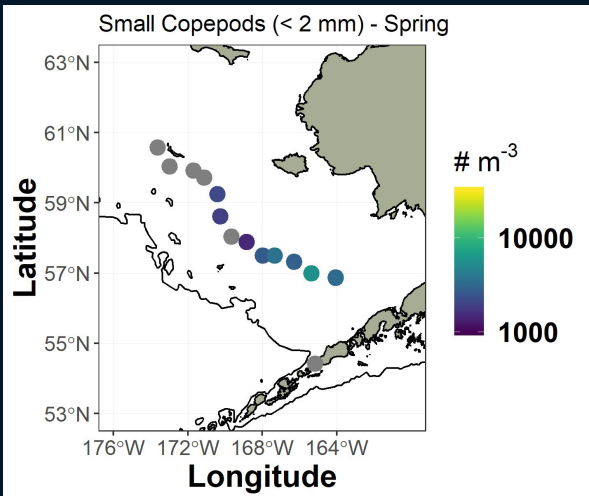 Small Copepods (< 2 mm) - Spring
63°N
61°N
59°N
57°N
55°N
53°N
Latitude
176°W 172°W 168°W 164°W
Longitude
# m⁻³
10000
1000